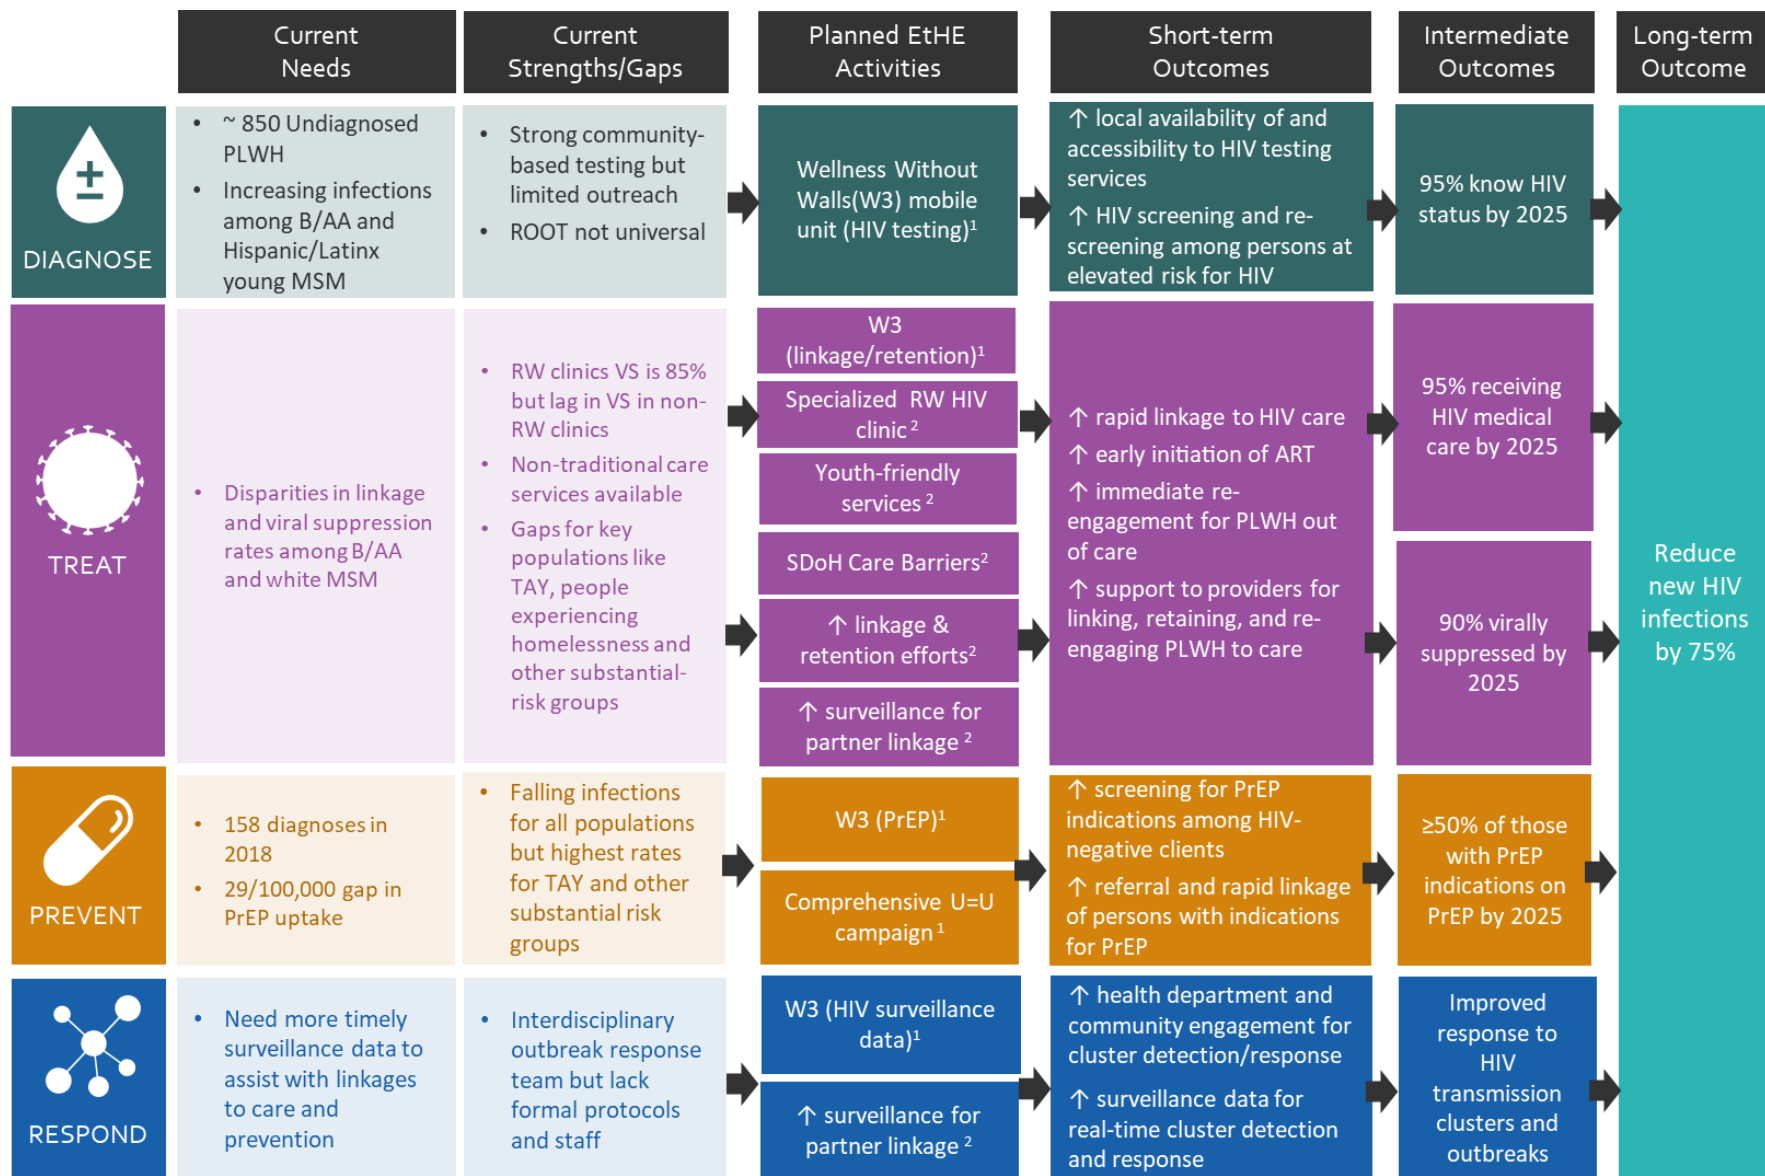 Current
Needs
Current
Strengths/Gaps
Planned EtHE
Activities
Short-term
Outcomes
Intermediate
Outcomes
Long-term
Outcome
DIAGNOSE
• ~ 850 Undiagnosed
PLWH
• Increasing infections
among B/AA and
Hispanic/Latinx
young MSM
• Strong community-
based testing but
limited outreach
• ROOT not universal
Wellness Without
Walls(W3) mobile
unit (HIV testing)¹
↑ local availability of and
accessibility to HIV testing
services
↑ HIV screening and re-
screening among persons at
elevated risk for HIV
95% know HIV
status by 2025
TREAT
• Disparities in linkage
and viral suppression
rates among B/AA
and white MSM
• RW clinics VS is 85%
but lag in VS in non-
RW clinics
• Non-traditional care
services available
• Gaps for key
populations like
TAY, people
experiencing
homelessness and
other substantial-
risk groups
W3
(linkage/retention)¹
Specialized RW HIV
clinic ²
Youth-friendly
services ²
SDoH Care Barriers²
↑ linkage &
retention efforts²
↑ surveillance for
partner linkage ²
↑ rapid linkage to HIV care
↑ early initiation of ART
↑ immediate re-
engagement for PLWH out
of care
↑ support to providers for
linking, retaining, and re-
engaging PLWH to care
95% receiving
HIV medical
care by 2025
90% virally
suppressed by
2025
Reduce
new HIV
infections
by 75%
PREVENT
• 158 diagnoses in
2018
• 29/100,000 gap in
PrEP uptake
• Falling infections
for all populations
but highest rates
for TAY and other
substantial risk
groups
W3 (PrEP)¹
Comprehensive U=U
campaign ¹
↑ screening for PrEP
indications among HIV-
negative clients
↑ referral and rapid linkage
of persons with indications
for PrEP
≥50% of those
with PrEP
indications on
PrEP by 2025
RESPOND
• Need more timely
surveillance data to
assist with linkages
to care and
prevention
• Interdisciplinary
outbreak response
team but lack
formal protocols
and staff
W3 (HIV surveillance
data)¹
↑ surveillance for
partner linkage ²
↑ health department and
community engagement for
cluster detection/response
↑ surveillance data for
real-time cluster detection
and response
Improved
response to
HIV
transmission
clusters and
outbreaks